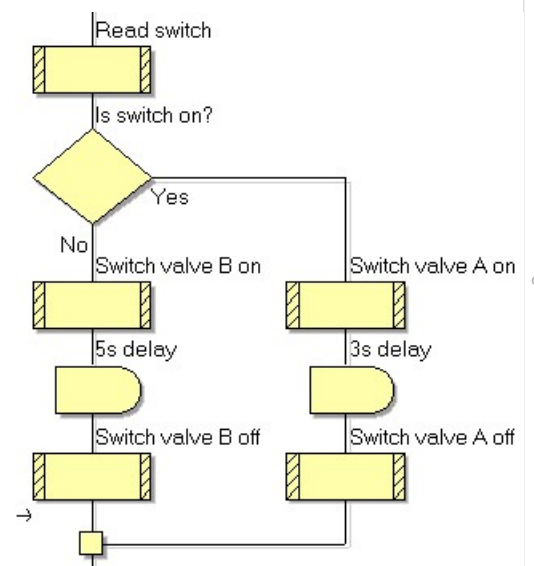 Read switch
Is switch on?
Yes
No
Switch valve B on
Switch valve A on
5s delay
3s delay
Switch valve B off
Switch valve A off